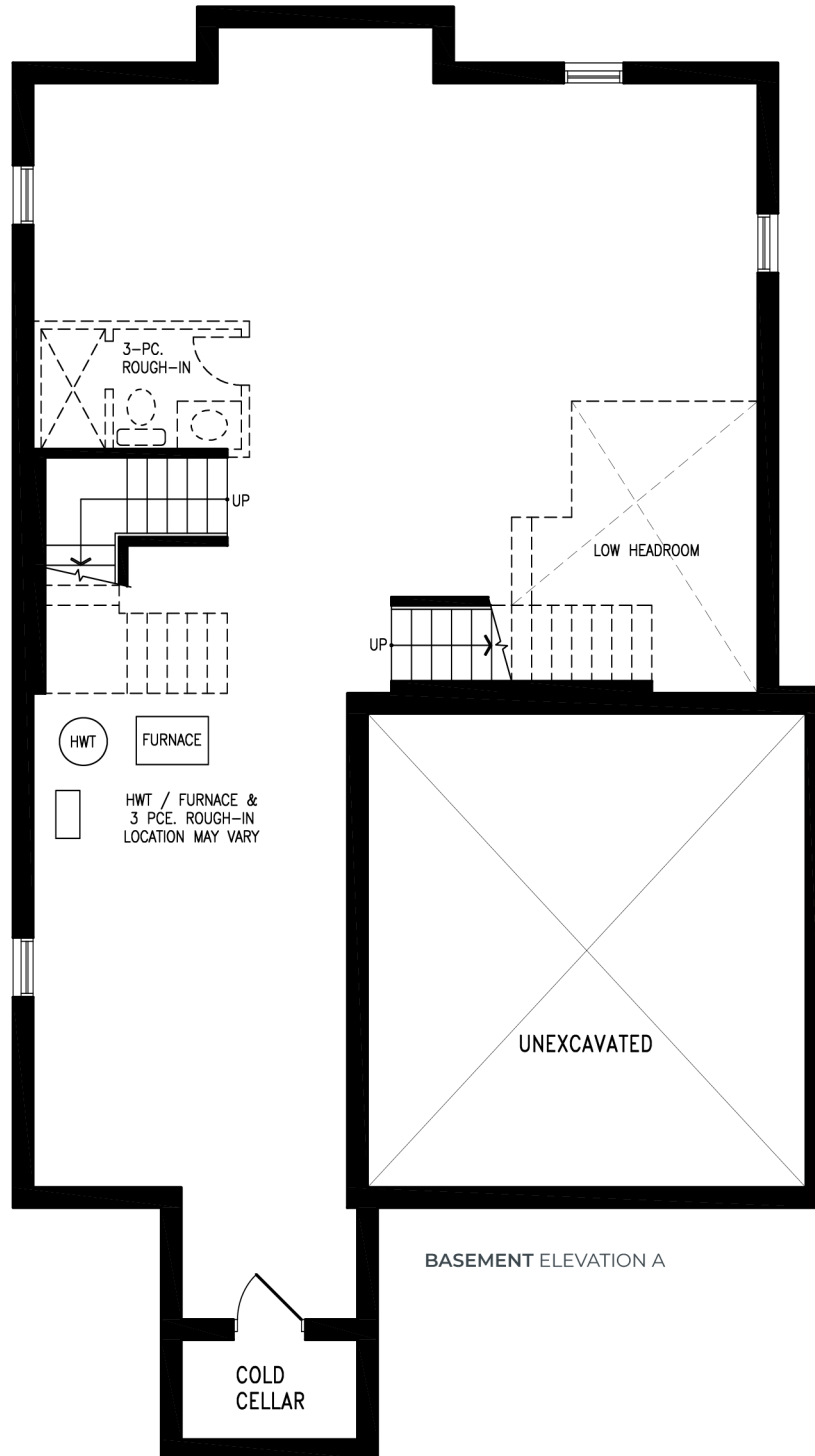 3-PC.
ROUGH-IN
UP
LOW HEADROOM
UP
HWT
FURNACE
HWT / FURNACE &
3 PCE. ROUGH-IN
LOCATION MAY VARY
UNEXCAVATED
BASEMENT ELEVATION A
COLD
CELLAR